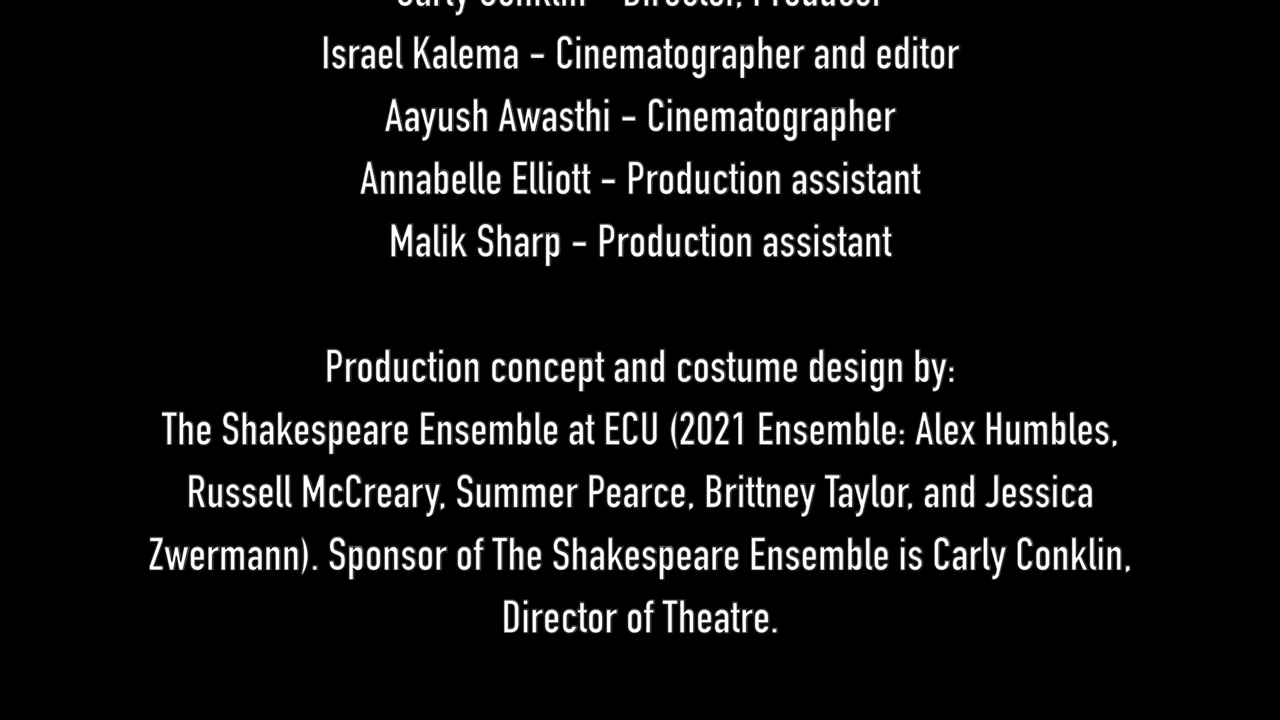 Carly Conklin - Director, Producer
Israel Kalema - Cinematographer and editor
Aayush Awasthi - Cinematographer
Annabelle Elliott - Production assistant
Malik Sharp - Production assistant
Production concept and costume design by:
The Shakespeare Ensemble at ECU (2021 Ensemble: Alex Humbles,
Russell McCreary, Summer Pearce, Brittney Taylor, and Jessica
Zwermann). Sponsor of The Shakespeare Ensemble is Carly Conklin,
Director of Theatre.